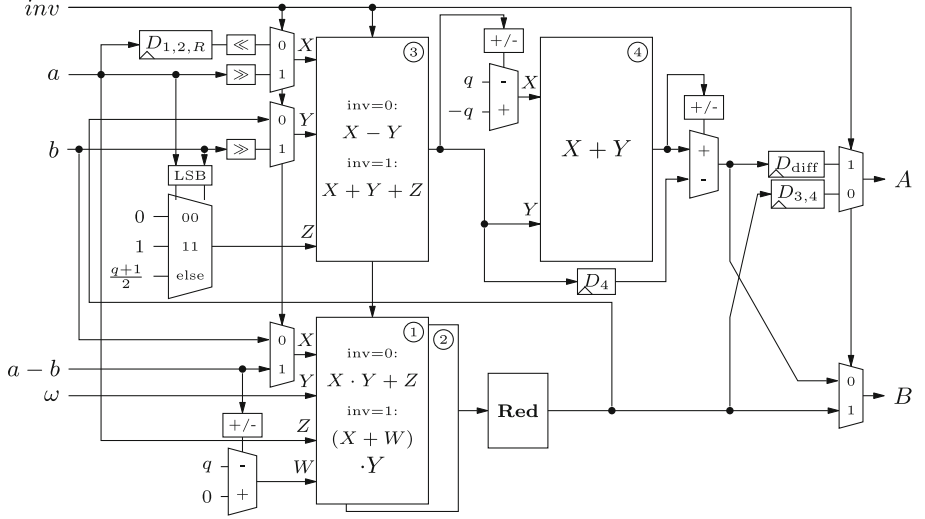 inv
D1,2,R
≪
0
X
a
≫
1
0
Y
b
≫
1
LSB
0
00
1
11
q+1/2
else
Z
③
inv=0:
X − Y
inv=1:
X + Y + Z
+/-
q
-
X
−q
+
④
X + Y
Y
D4
+/-
+
-
Ddiff
D3,4
1
0
A
0
X
a − b
1
Y
ω
+/-
Z
q
-
W
0
+
①
②
inv=0:
X · Y + Z
inv=1:
(X + W)
·Y
Red
0
1
B